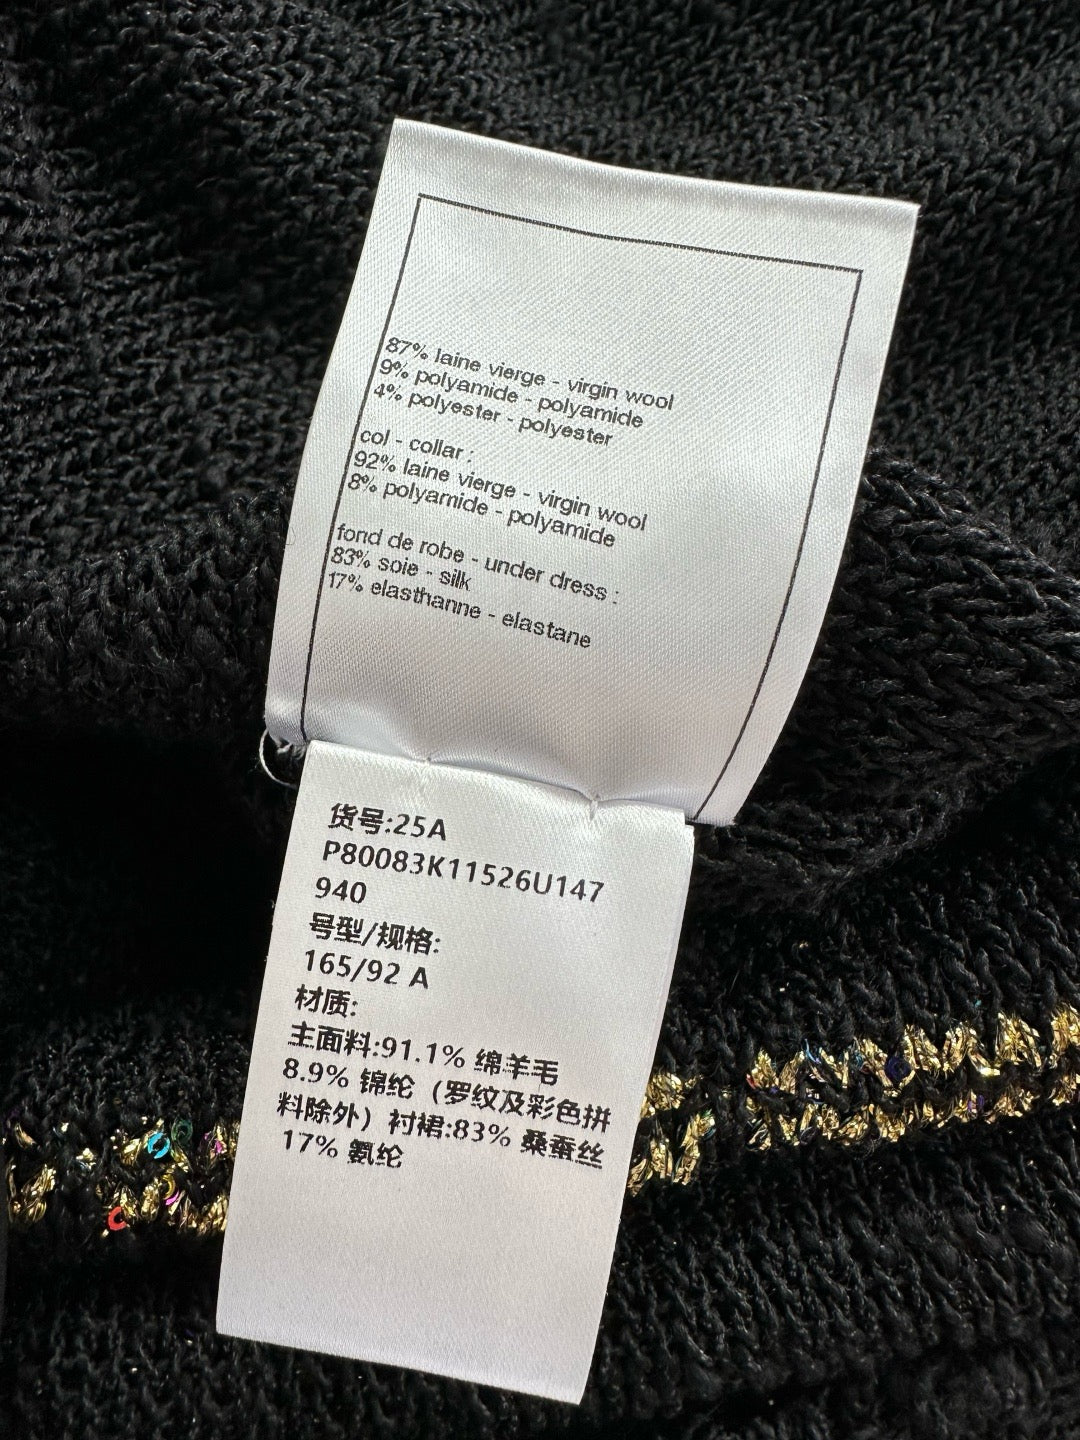 87% laine vierge - virgin wool
9% polyamide - polyamide
4% polyester - polyester
col - collar :
92% laine vierge - virgin wool
8% polyamide - polyamide
fond de robe - under dress :
83% soie - silk
17% elasthanne - elastane
货号:25A
P80083K11526U147
940
号型/规格:
165/92 A
材质:
主面料:91.1% 绵羊毛
8.9% 锦纶（罗纹及彩色拼
料除外）衬裙:83% 桑蚕丝
17% 氨纶